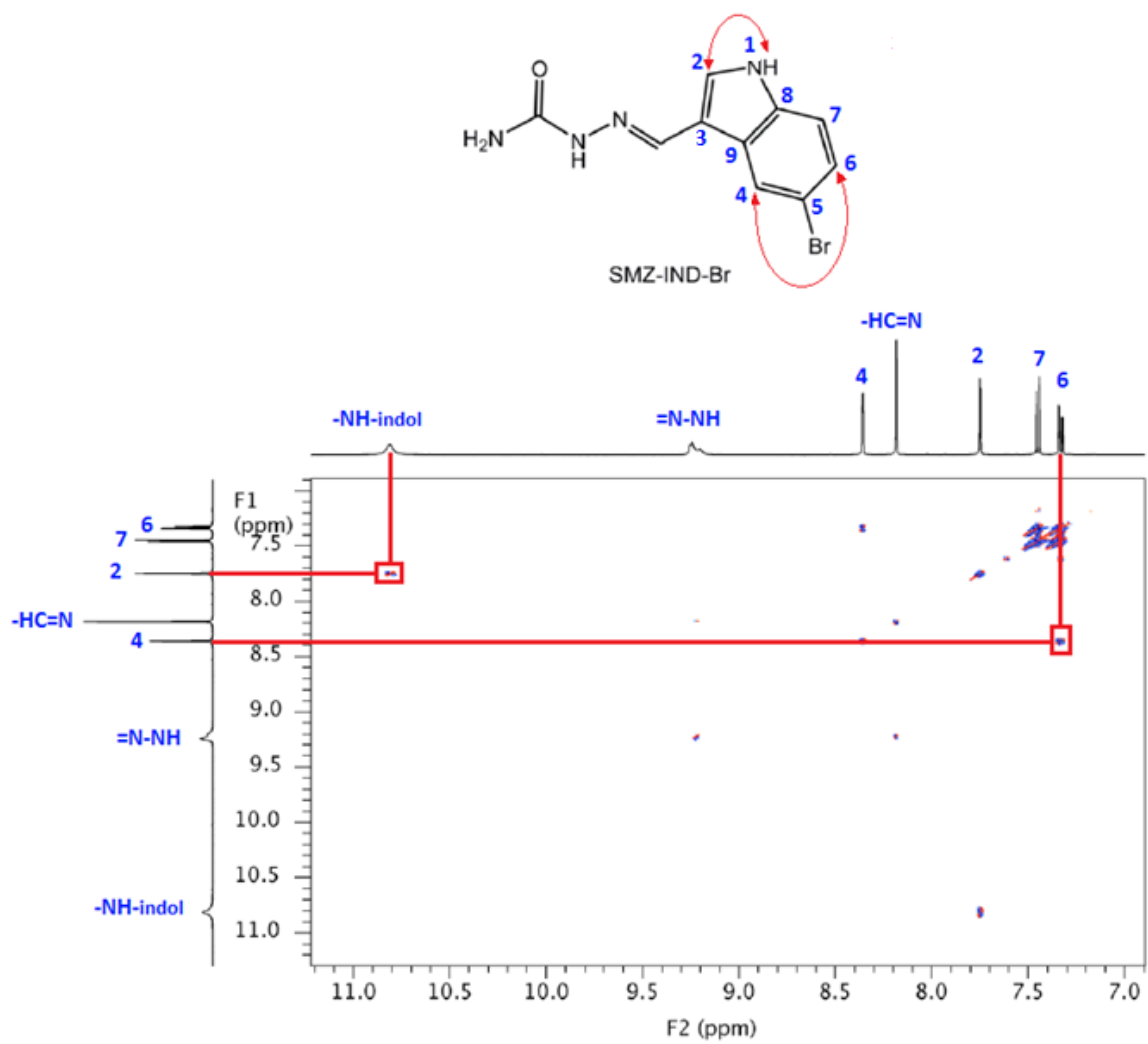 1
2
NH
O
8
7
N
H₂N
N
H
3
9
6
4
5
Br
SMZ-IND-Br
-HC=N
2
7
4
6
-NH-indol
=N-NH
F1
(ppm)
6
7
7.5
2
8.0
-HC=N
4
8.5
9.0
=N-NH
9.5
10.0
10.5
-NH-indol
11.0
11.0 10.5 10.0 9.5 9.0 8.5 8.0 7.5 7.0
F2 (ppm)